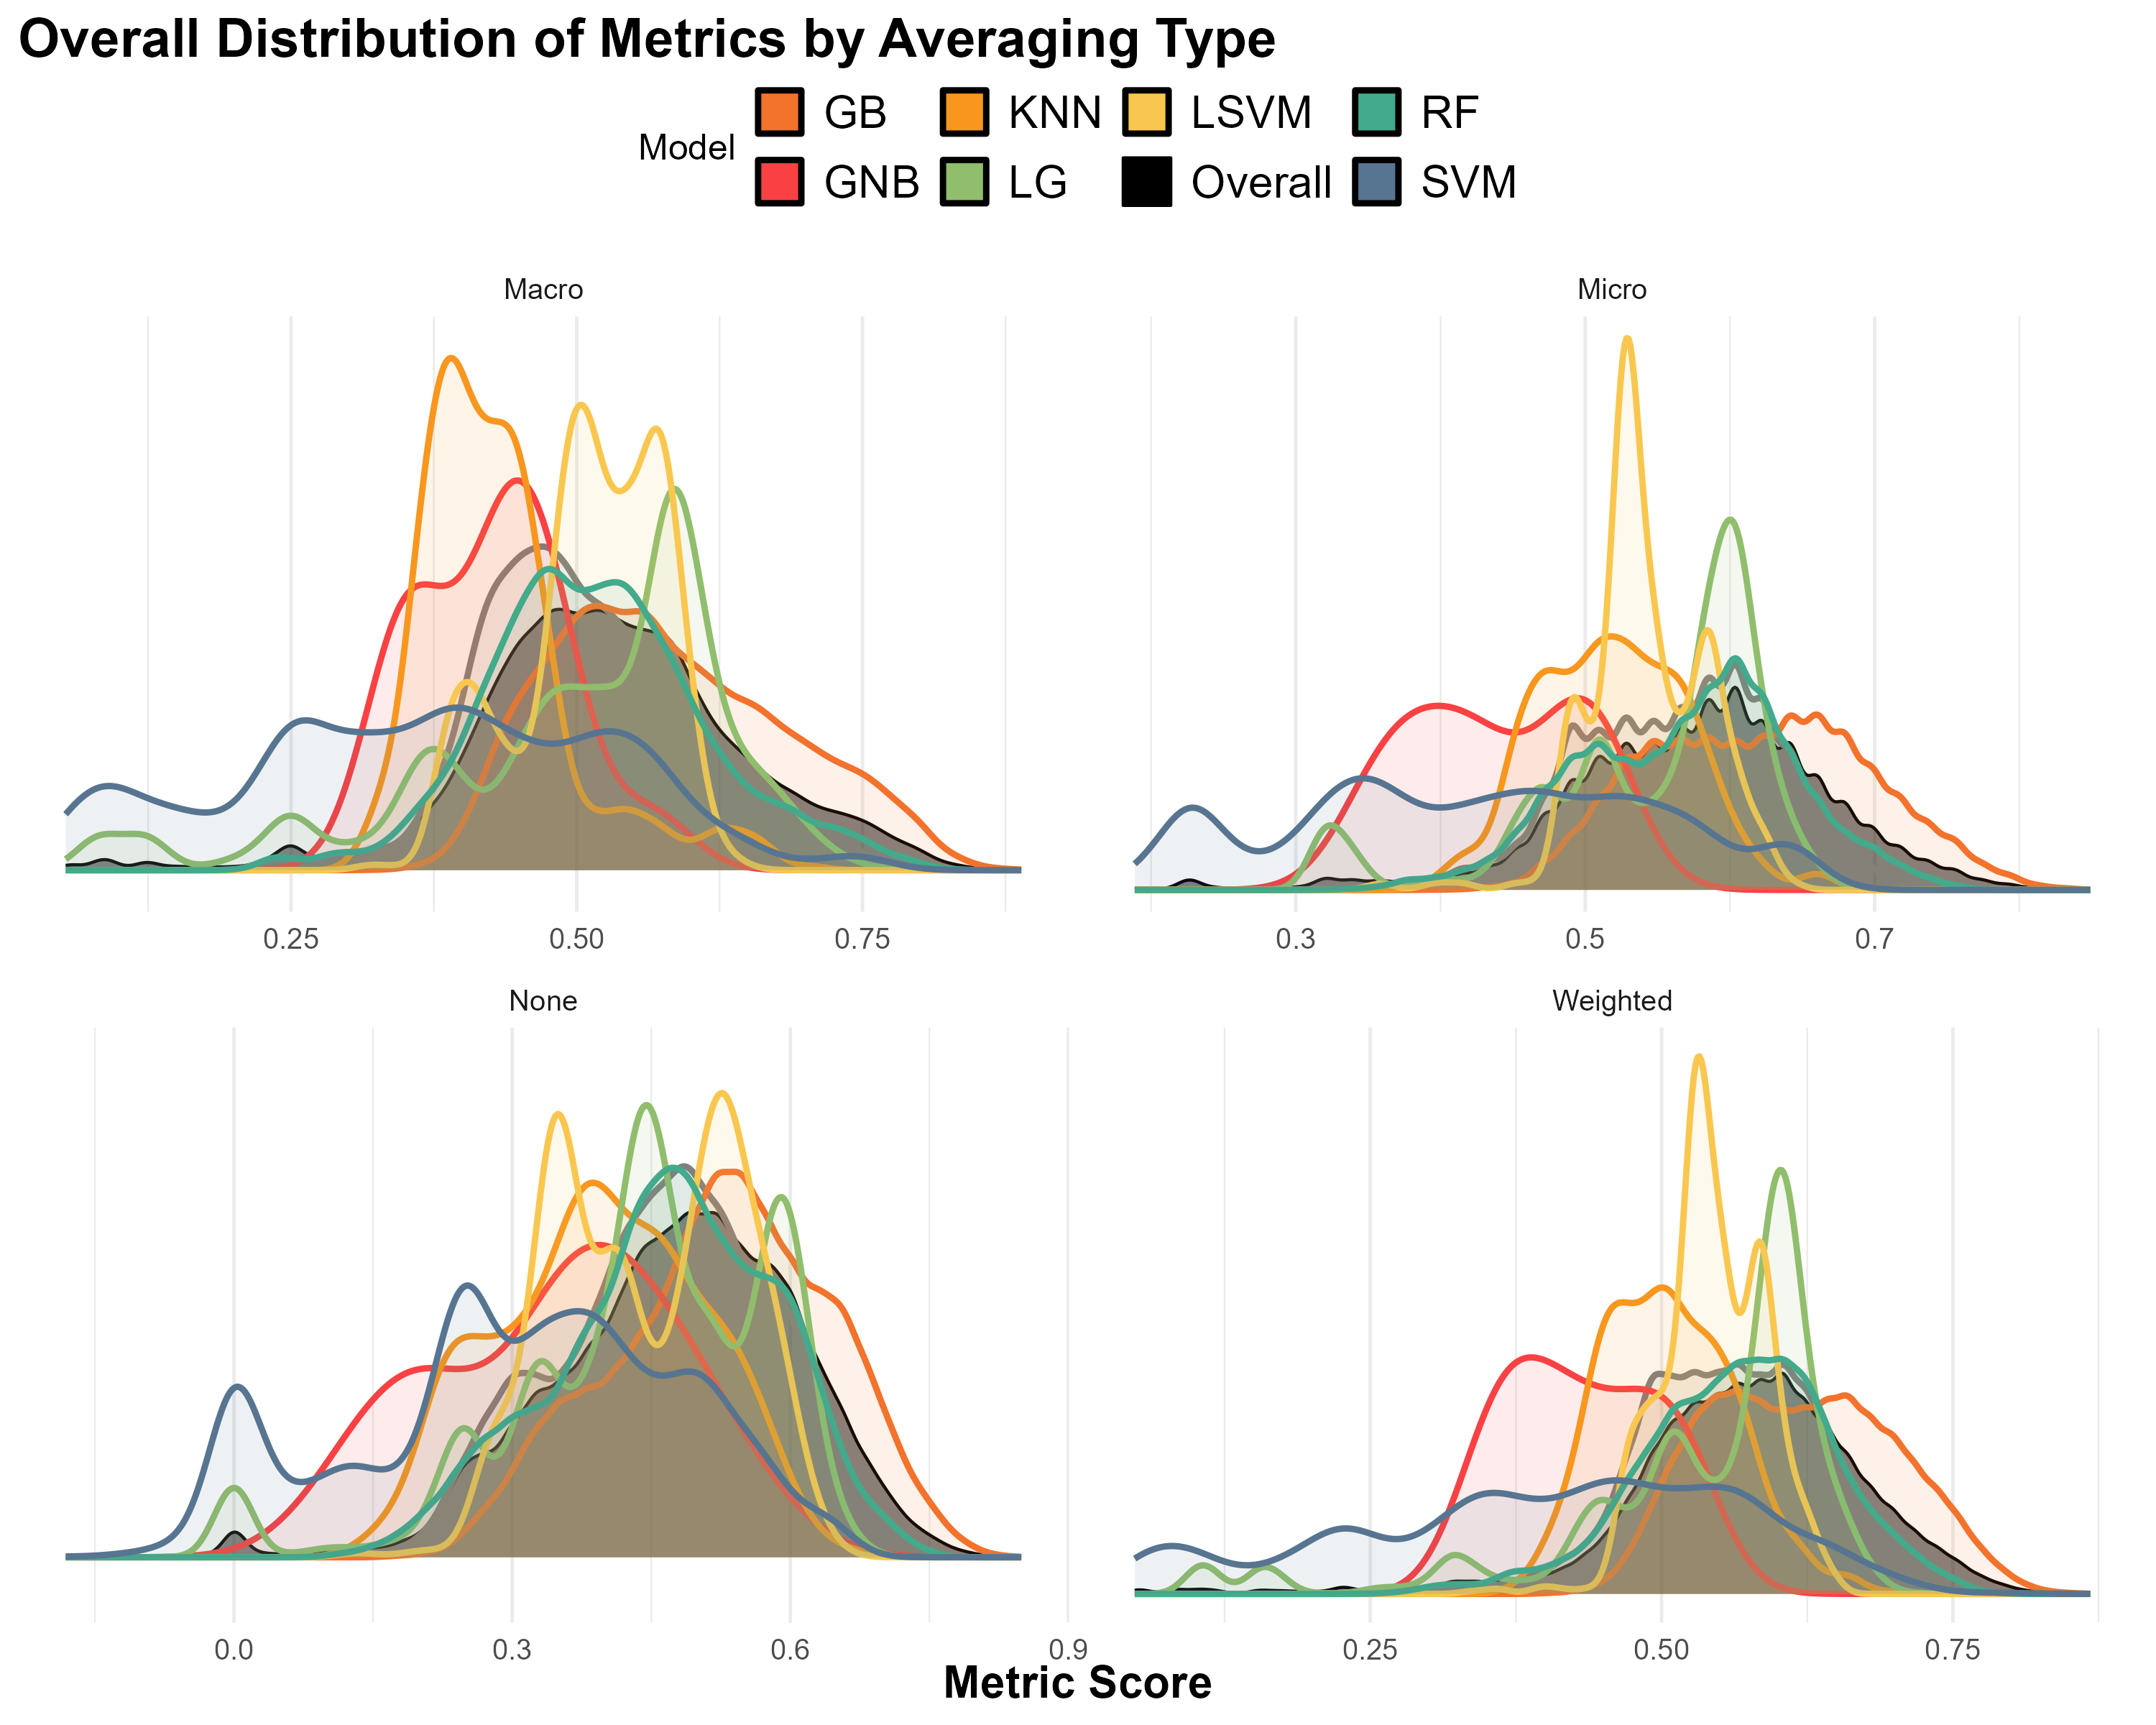 Overall Distribution of Metrics by Averaging Type
Model
GB KNN LSVM RF
GNB LG Overall SVM
Macro Micro
0.25 0.50 0.75 0.3 0.5 0.7
None Weighted
0.0 0.3 0.6 0.9 0.25 0.50 0.75
Metric Score